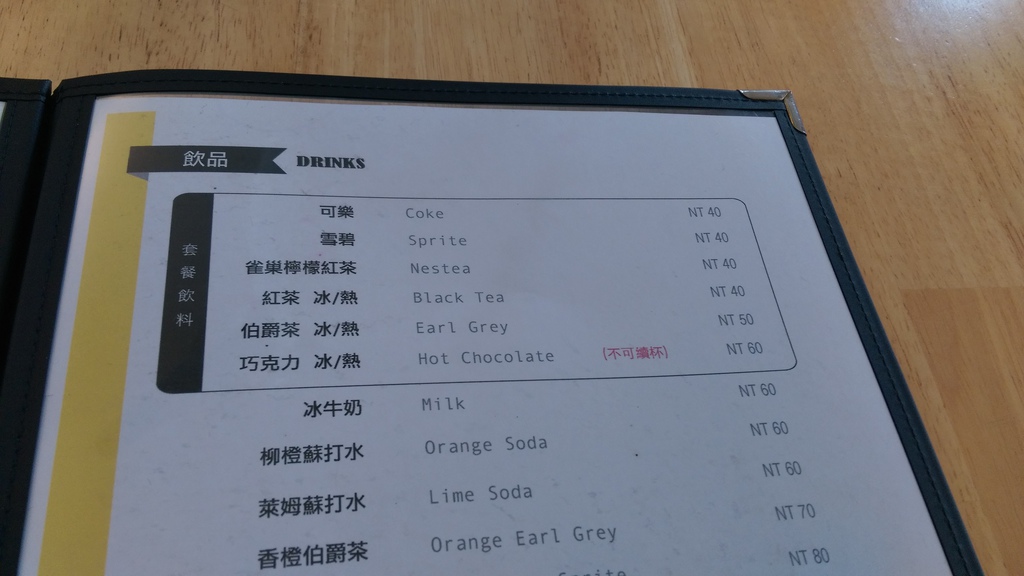 飲品 DRINKS
套餐飲料
可樂 Coke NT 40
雪碧 Sprite NT 40
雀巢檸檬紅茶 Nestea NT 40
紅茶 冰/熱 Black Tea NT 40
伯爵茶 冰/熱 Earl Grey NT 50
巧克力 冰/熱 Hot Chocolate (不可續杯) NT 60
冰牛奶 Milk NT 60
柳橙蘇打水 Orange Soda NT 60
萊姆蘇打水 Lime Soda NT 60
香橙伯爵茶 Orange Earl Grey NT 70
Sprite NT 80